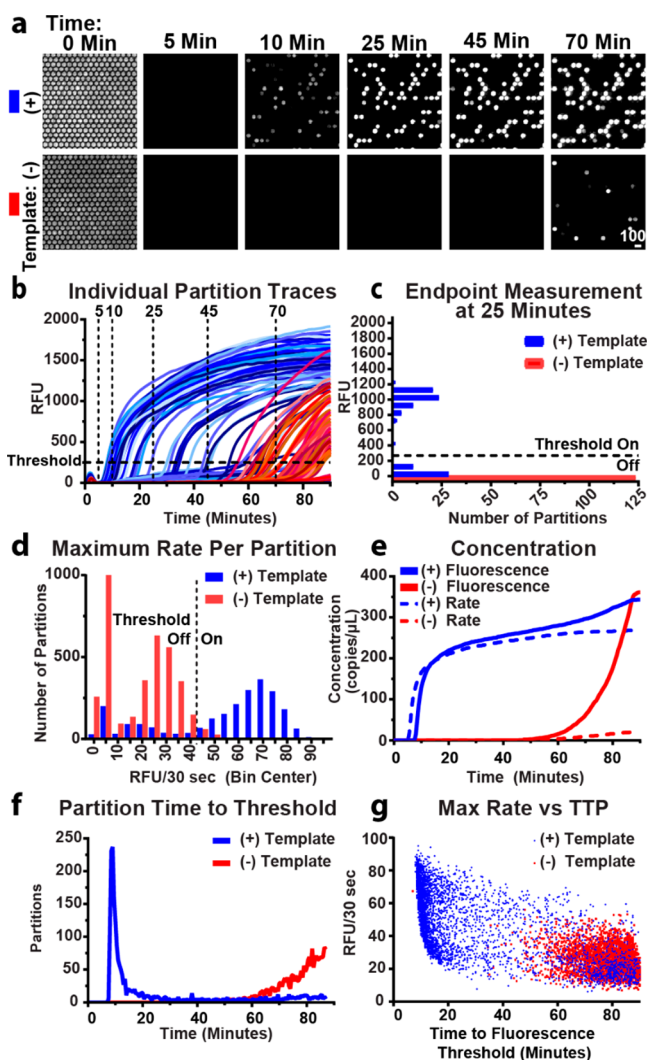 a Time:
0 Min 5 Min 10 Min 25 Min 45 Min 70 Min
(+)
Template: (-)
100
b Individual Partition Traces
5 10 25 45 70
2000
1500
1000
500
0
RFU
Threshold
0 20 40 60 80
Time (Minutes)
c Endpoint Measurement
at 25 Minutes
2000
1800
1600
1400
1200
1000
800
600
400
200
0
RFU
(+) Template
(-) Template
Threshold On
Off
0 25 50 75 100 125
Number of Partitions
d Maximum Rate Per Partition
1000
500
0
Number of Partitions
(+) Template
(-) Template
Threshold
Off On
0 10 20 30 40 50 60 70 80 90
RFU/30 sec (Bin Center)
e Concentration
400
300
200
100
0
Concentration
(copies/µL)
(+) Fluorescence
(-) Fluorescence
(+) Rate
(-) Rate
0 20 40 60 80
Time (Minutes)
f Partition Time to Threshold
250
200
150
100
50
0
Partitions
(+) Template
(-) Template
0 20 40 60 80
Time (Minutes)
g Max Rate vs TTP
100
80
60
40
20
0
RFU/30 sec
(+) Template
(-) Template
0 20 40 60 80
Time to Fluorescence
Threshold (Minutes)